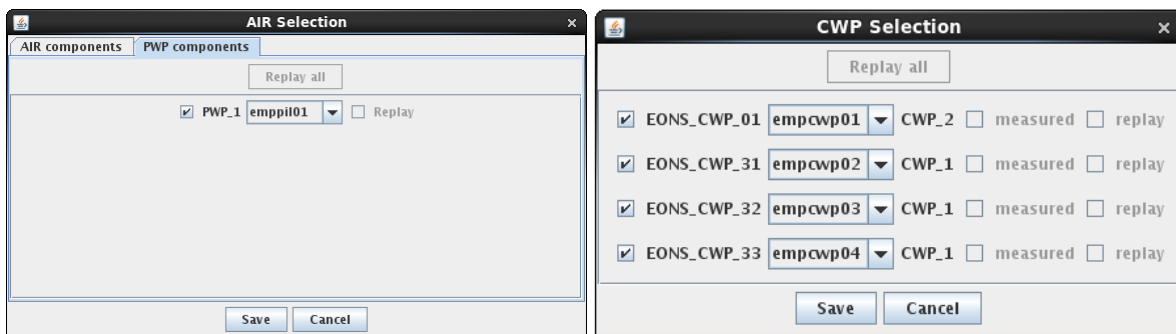 AIR Selection
AIR components PWP components
Replay all
PWP_1 emppil01 Replay
Save Cancel
CWP Selection
Replay all
EONS_CWP_01 empcwp01 CWP_2 measured replay
EONS_CWP_31 empcwp02 CWP_1 measured replay
EONS_CWP_32 empcwp03 CWP_1 measured replay
EONS_CWP_33 empcwp04 CWP_1 measured replay
Save Cancel